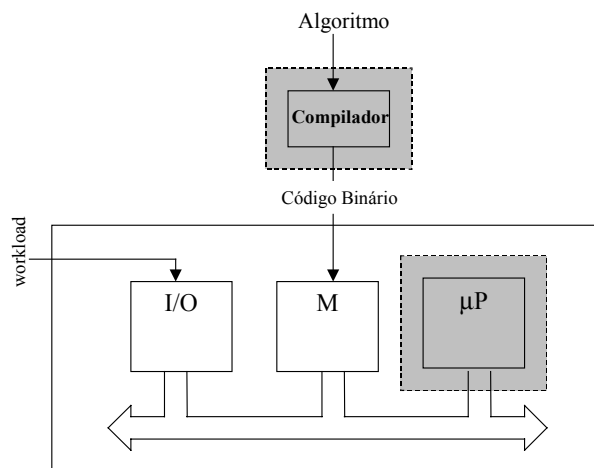 Algoritmo
Compilador
Código Binário
workload
I/O
M
µP